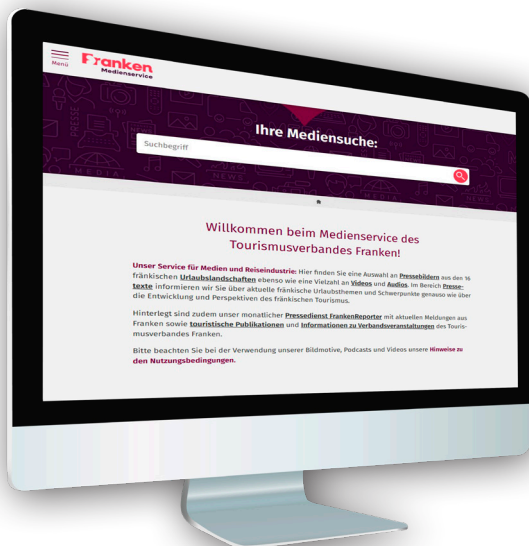 Menü
Franken
Medienservice
PRESSE
MEDIA
NEWS
MEDIA
Ihre Mediensuche:
Suchbegriff
Willkommen beim Medienservice des
Tourismusverbandes Franken!
Unser Service für Medien und Reiseindustrie: Hier finden Sie eine Auswahl an Pressebildern aus den 16
fränkischen Urlaubslandschaften ebenso wie eine Vielzahl an Videos und Audios. Im Bereich Presse-
texte informieren wir Sie über aktuelle fränkische Urlaubsthemen und Schwerpunkte genauso wie über
die Entwicklung und Perspektiven des fränkischen Tourismus.
Hinterlegt sind zudem unser monatlicher Pressedienst FrankenReporter mit aktuellen Meldungen aus
Franken sowie touristische Publikationen und Informationen zu Verbandsveranstaltungen des Touris-
musverbandes Franken.
Bitte beachten Sie bei der Verwendung unserer Bildmotive, Podcasts und Videos unsere Hinweise zu
den Nutzungsbedingungen.